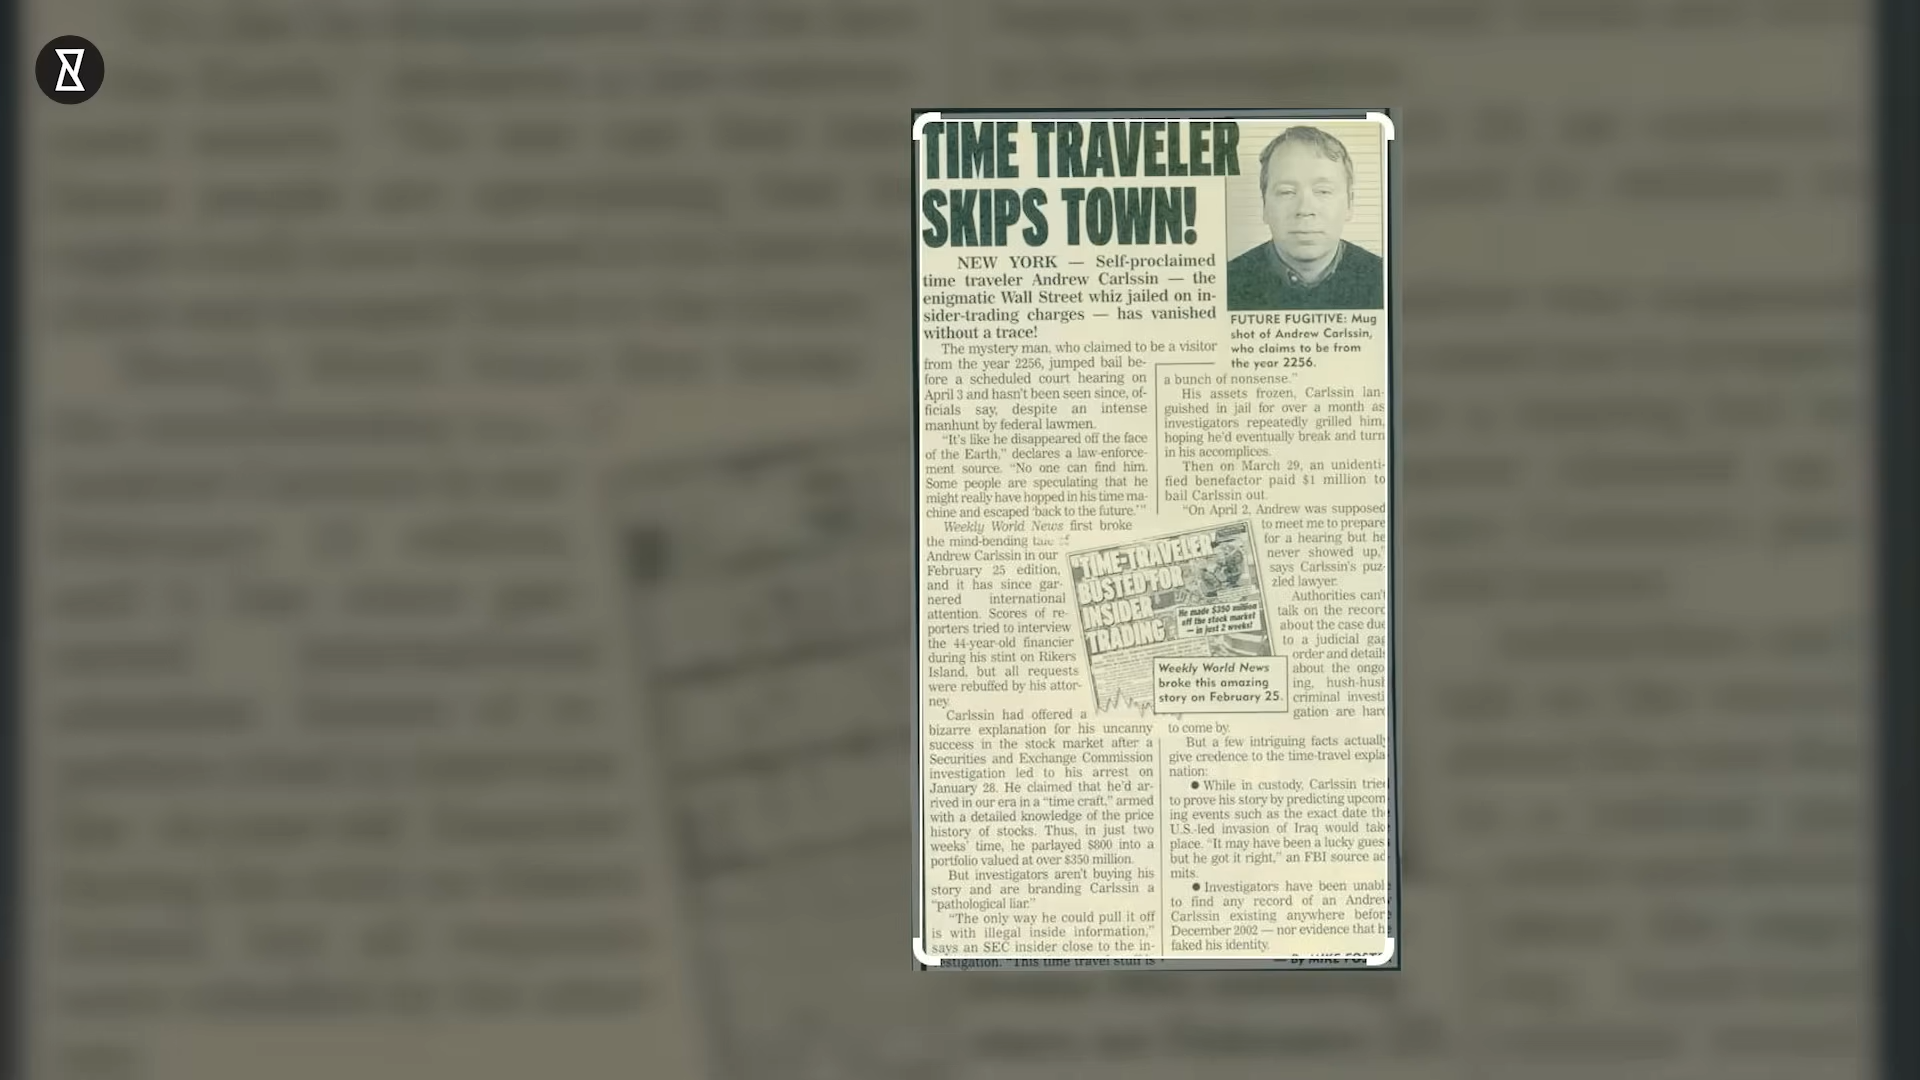 TIME TRAVELER
SKIPS TOWN!
NEW YORK — Self-proclaimed
time traveler Andrew Carlssin — the
enigmatic Wall Street whiz jailed on in-
sider-trading charges — has vanished
without a trace!
The mystery man, who claimed to be a visitor
from the year 2256, jumped bail be-
fore a scheduled court hearing on
April 3 and hasn't been seen since, of-
ficials say, despite an intense
manhunt by federal lawmen.
"It's like he disappeared off the face
of the Earth," declares a law-enforce-
ment source. "No one can find him.
Some people are speculating that he
might really have hopped in his time ma-
chine and escaped 'back to the future.'"
Weekly World News first broke
the mind-bending
Andrew Carlssin in our
February 25 edition,
and it has since gar-
nered international
attention. Scores of re-
porters tried to interview
the 44-year-old financier
during his stint on Rikers
Island, but all requests
were rebuffed by his attor-
ney.
Carlssin had offered a
bizarre explanation for his uncanny
success in the stock market after a
Securities and Exchange Commission
investigation led to his arrest on
January 28. He claimed that he'd ar-
rived in our era in a "time craft," armed
with a detailed knowledge of the price
history of stocks. Thus, in just two
weeks' time, he parlayed $800 into a
portfolio valued at over $350 million.
But investigators aren't buying his
story and are branding Carlssin a
"pathological liar."
"The only way he could pull it off
is with illegal inside information,"
says an SEC insider close to the in-
vestigation. "This time travel stuff is
FUTURE FUGITIVE: Mug
shot of Andrew Carlssin,
who claims to be from
the year 2256.
a bunch of nonsense."
His assets frozen, Carlssin lan-
guished in jail for over a month as
investigators repeatedly grilled him,
hoping he'd eventually break and turn
in his accomplices.
Then on March 29, an unidenti-
fied benefactor paid $1 million to
bail Carlssin out.
"On April 2, Andrew was supposed
to meet me to prepare
for a hearing but he
never showed up,"
says Carlssin's puz-
zled lawyer.
Authorities can't
talk on the record
about the case due
to a judicial gag
order and details
about the ongo-
ing, hush-hush
criminal investi
gation are hard
to come by.
But a few intriguing facts actually
give credence to the time-travel expla-
nation:
● While in custody, Carlssin tried
to prove his story by predicting upcom-
ing events such as the exact date the
U.S.-led invasion of Iraq would take
place. "It may have been a lucky gues
but he got it right," an FBI source ad-
mits.
● Investigators have been unabl
to find any record of an Andrew
Carlssin existing anywhere before
December 2002 — nor evidence that h
faked his identity.
— By MIKE FOST
TIME-TRAVELER
BUSTED FOR
INSIDER
TRADING
He made $350 million
off the stock market
— in just 2 weeks!
Weekly World News
broke this amazing
story on February 25.